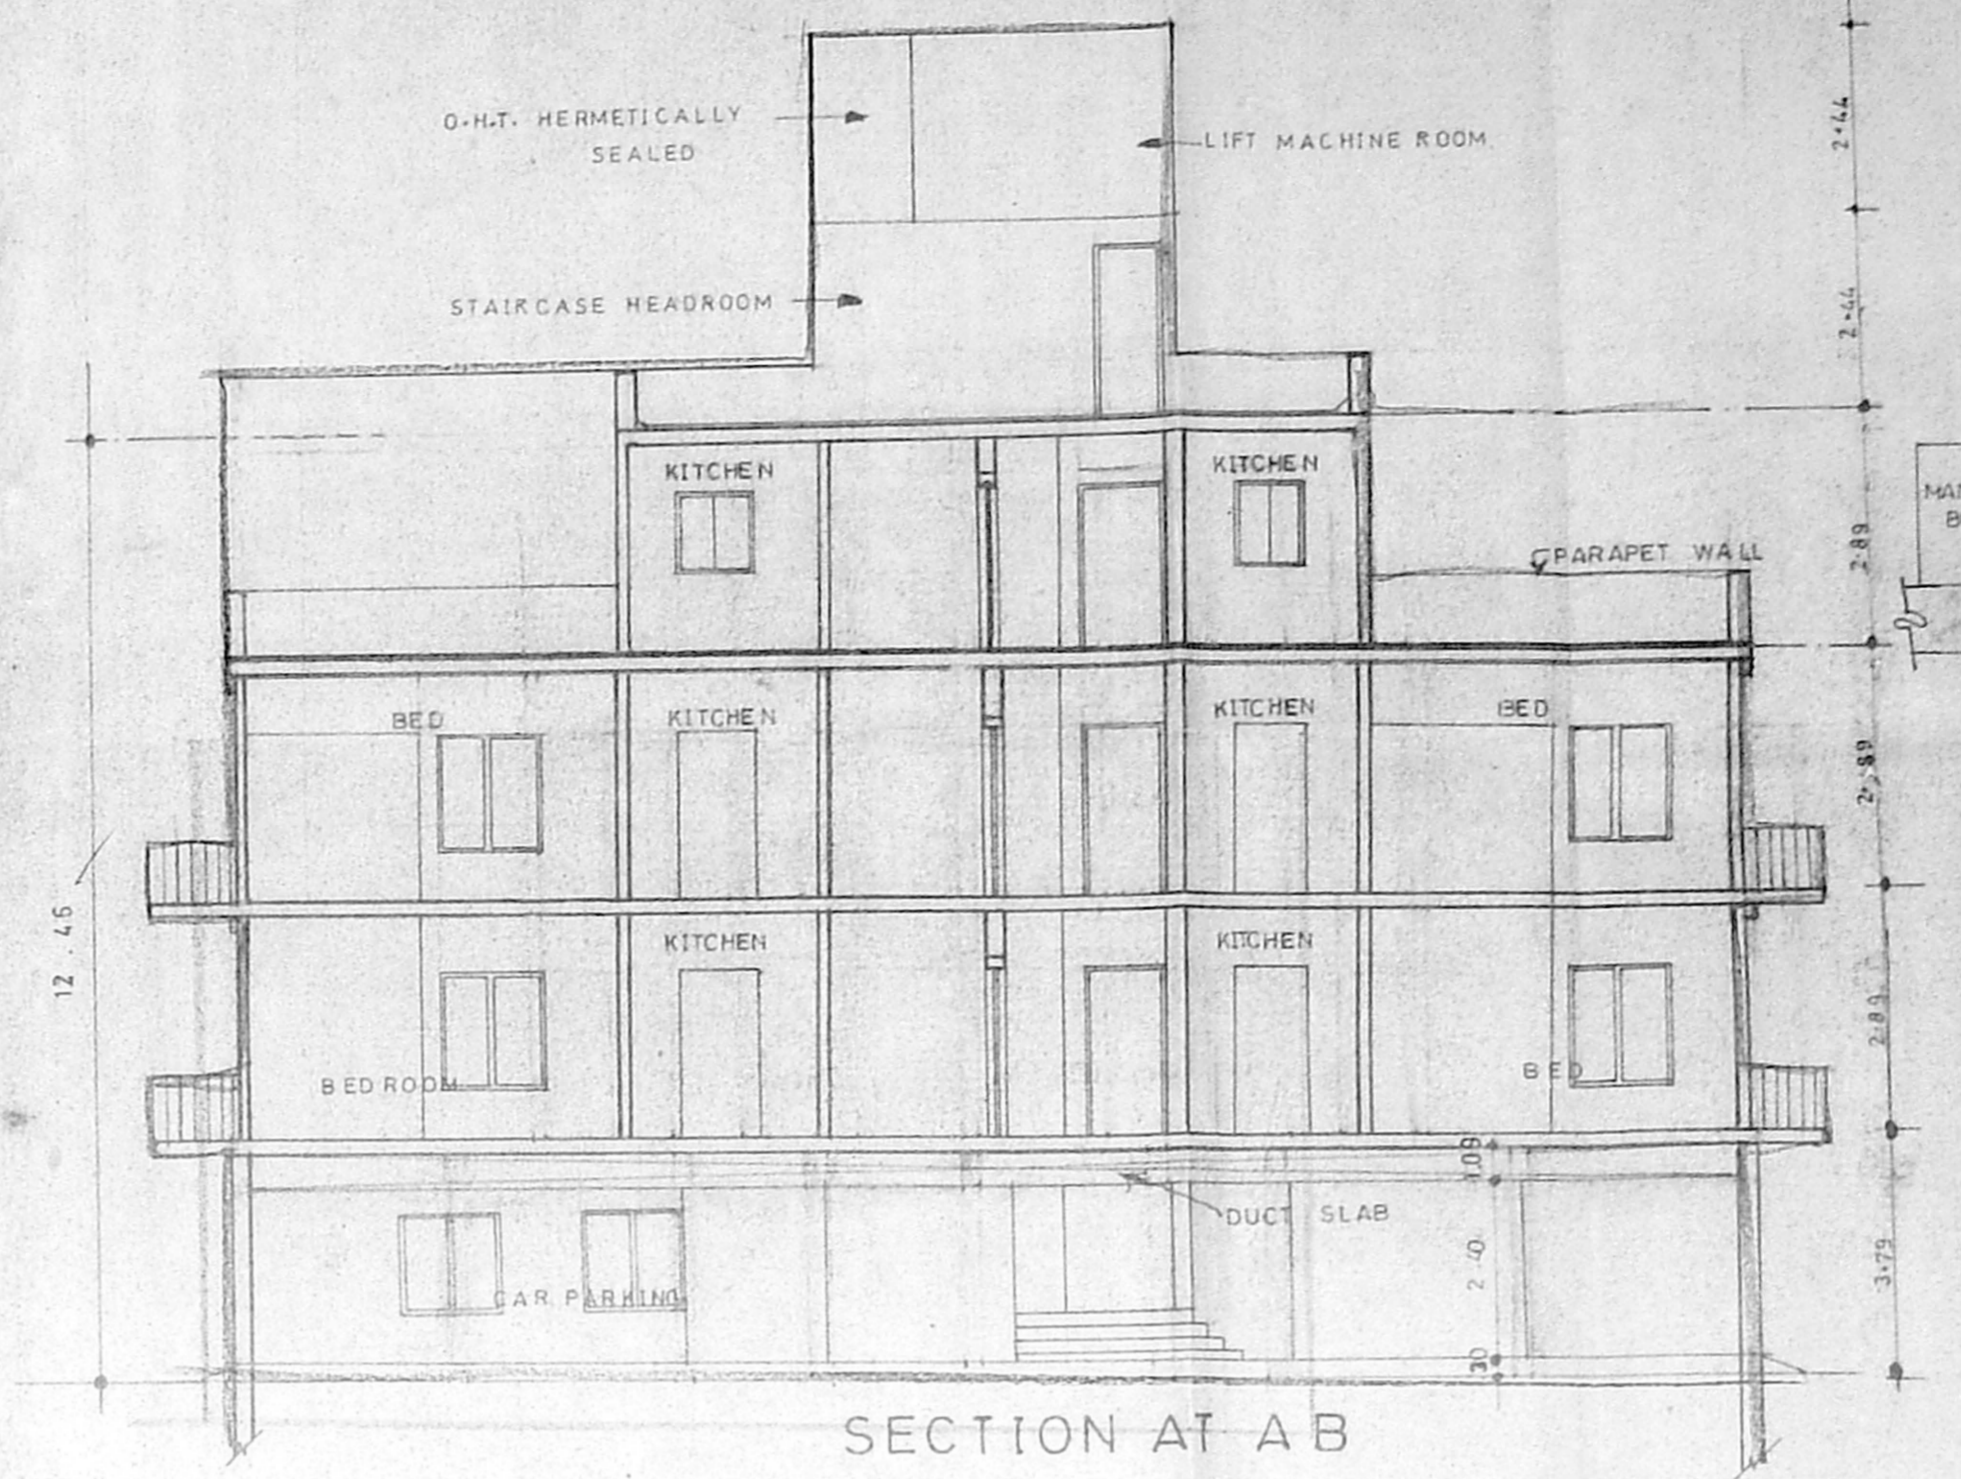 2.44
O.H.T. HERMETICALLY
SEALED
LIFT MACHINE ROOM
STAIRCASE HEADROOM
2.44
KITCHEN
KITCHEN
2.89
PARAPET WALL
BED
KITCHEN
KITCHEN
BED
2.89
12.46
KITCHEN
KITCHEN
2.89
BEDROOM
BED
1.09
DUCT SLAB
2.40
3.79
CAR PARKING
30
SECTION AT AB